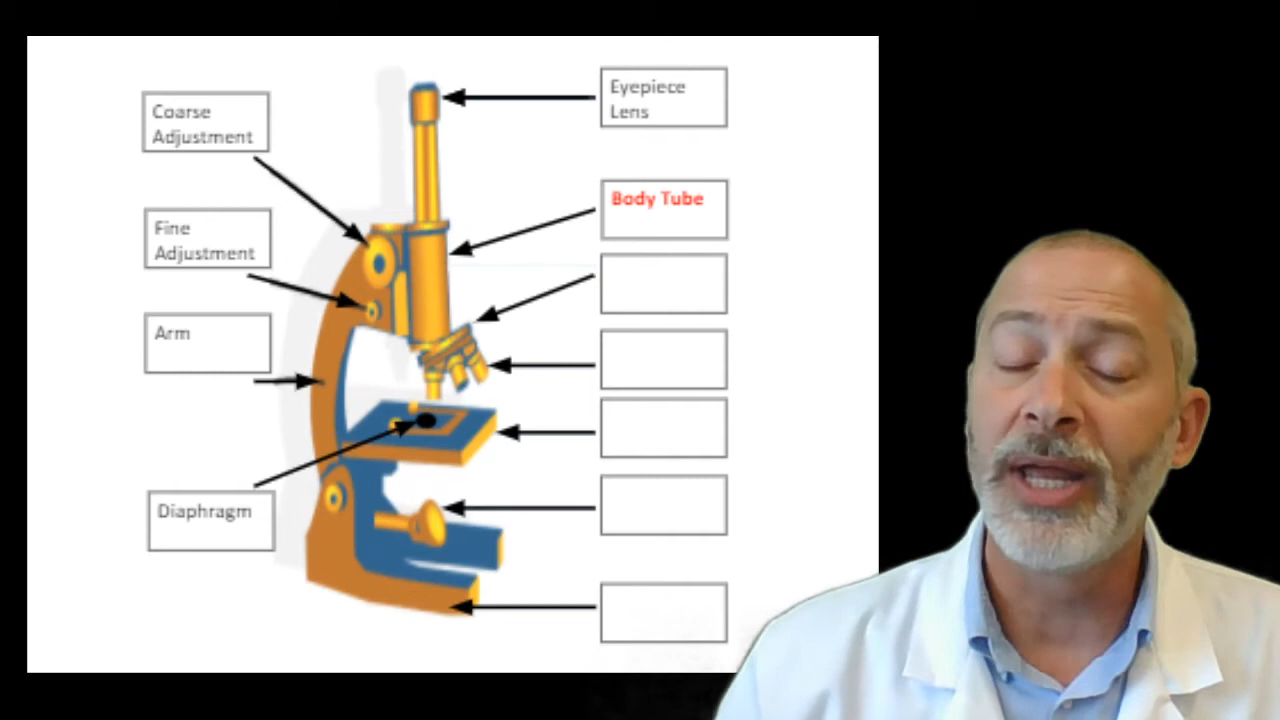 Coarse
Adjustment
Fine
Adjustment
Arm
Diaphragm
Eyepiece
Lens
Body Tube